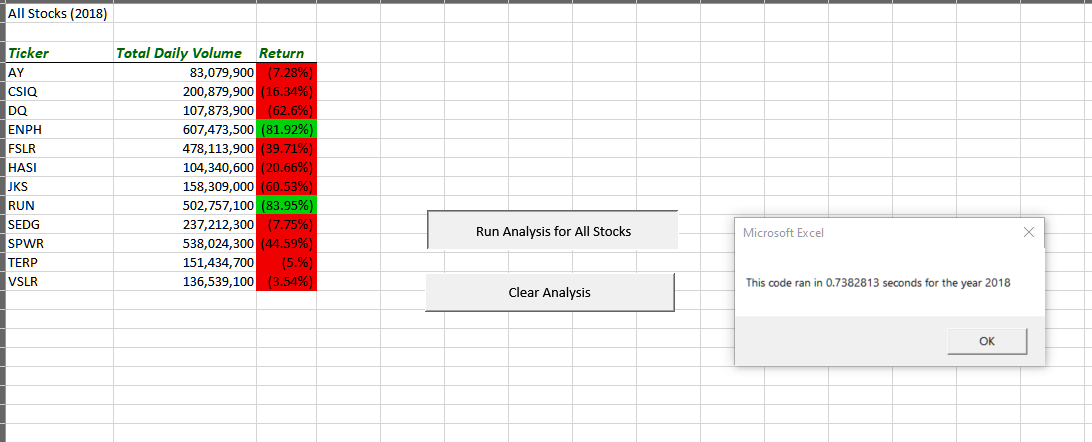 All Stocks (2018)
Ticker Total Daily Volume Return
AY 83,079,900 (7.28%)
CSIQ 200,879,900 (16.34%)
DQ 107,873,900 (62.6%)
ENPH 607,473,500 (81.92%)
FSLR 478,113,900 (39.71%)
HASI 104,340,600 (20.66%)
JKS 158,309,000 (60.53%)
RUN 502,757,100 (83.95%)
SEDG 237,212,300 (7.75%)
SPWR 538,024,300 (44.59%)
TERP 151,434,700 (5.%)
VSLR 136,539,100 (3.54%)
Run Analysis for All Stocks
Clear Analysis
Microsoft Excel
This code ran in 0.7382813 seconds for the year 2018
OK